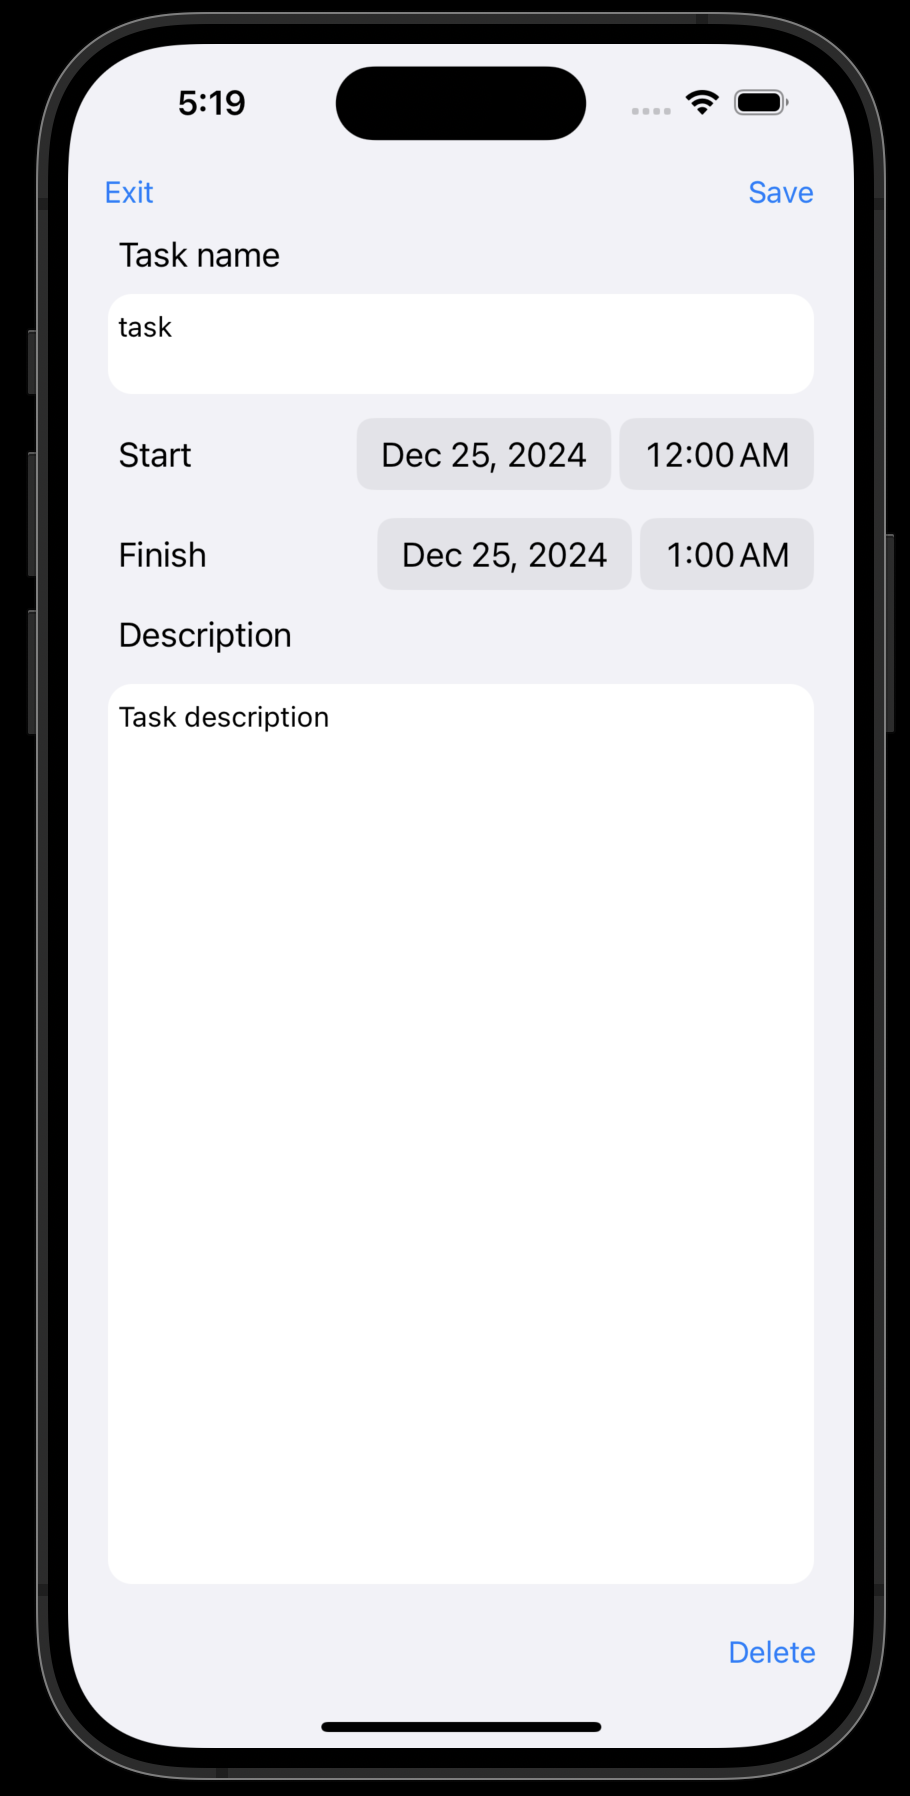 5:19
Exit Save
Task name
task
Start Dec 25, 2024 12:00 AM
Finish Dec 25, 2024 1:00 AM
Description
Task description
Delete